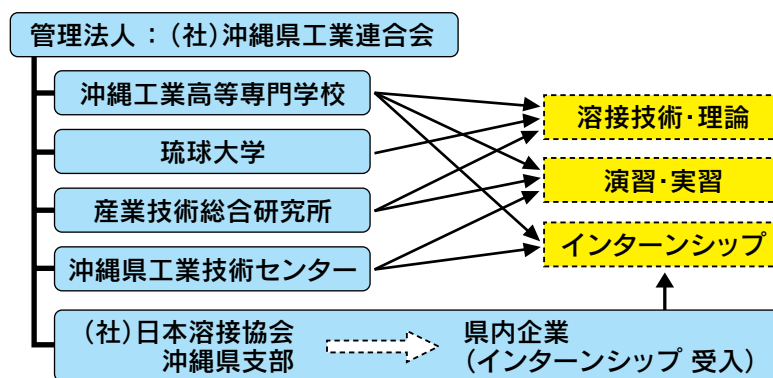 管理法人:(社)沖縄県工業連合会
沖縄工業高等専門学校
琉球大学
産業技術総合研究所
沖縄県工業技術センター
(社)日本溶接協会
沖縄県支部
県内企業
(インターンシップ 受入)
溶接技術・理論
演習・実習
インターンシップ